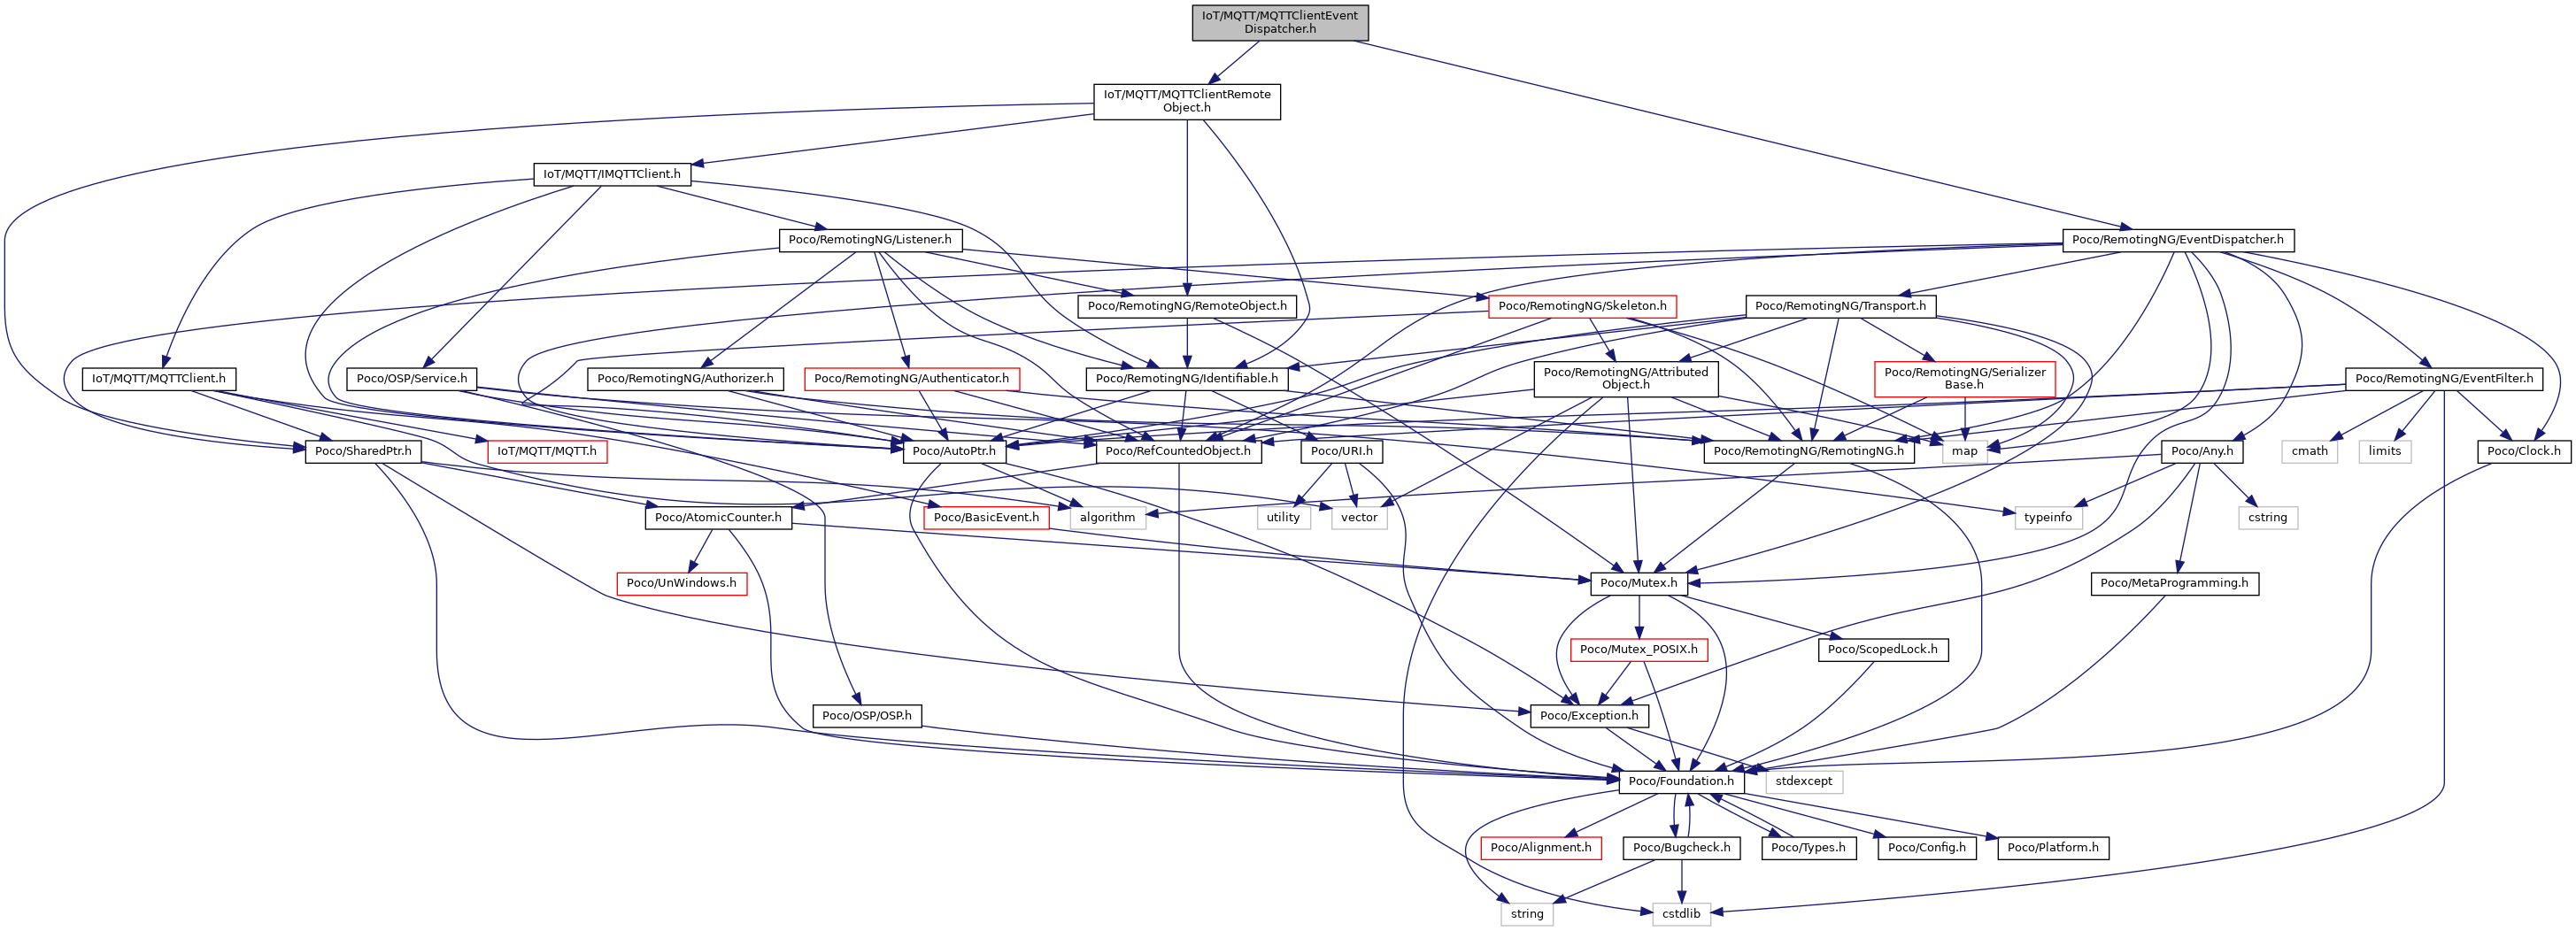 IoT/MQTT/MQTTClientEvent
Dispatcher.h
IoT/MQTT/MQTTClientRemote
Object.h
IoT/MQTT/IMQTTClient.h
Poco/RemotingNG/Listener.h
Poco/RemotingNG/EventDispatcher.h
Poco/RemotingNG/RemoteObject.h
Poco/RemotingNG/Skeleton.h
Poco/RemotingNG/Transport.h
IoT/MQTT/MQTTClient.h
Poco/OSP/Service.h
Poco/RemotingNG/Authorizer.h
Poco/RemotingNG/Authenticator.h
Poco/RemotingNG/Identifiable.h
Poco/RemotingNG/Attributed
Object.h
Poco/RemotingNG/Serializer
Base.h
Poco/RemotingNG/EventFilter.h
Poco/SharedPtr.h
IoT/MQTT/MQTT.h
Poco/AutoPtr.h
Poco/RefCountedObject.h
Poco/URI.h
Poco/RemotingNG/RemotingNG.h
map
Poco/Any.h
cmath
limits
Poco/Clock.h
Poco/AtomicCounter.h
Poco/BasicEvent.h
algorithm
utility
vector
typeinfo
cstring
Poco/UnWindows.h
Poco/Mutex.h
Poco/MetaProgramming.h
Poco/Mutex_POSIX.h
Poco/ScopedLock.h
Poco/OSP/OSP.h
Poco/Exception.h
Poco/Foundation.h
stdexcept
Poco/Alignment.h
Poco/Bugcheck.h
Poco/Types.h
Poco/Config.h
Poco/Platform.h
string
cstdlib